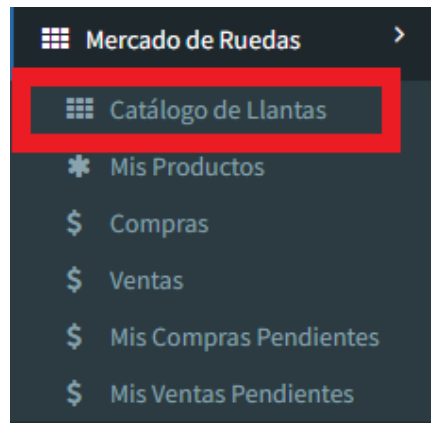 Mercado de Ruedas
Catálogo de Llantas
Mis Productos
$ Compras
$ Ventas
$ Mis Compras Pendientes
$ Mis Ventas Pendientes